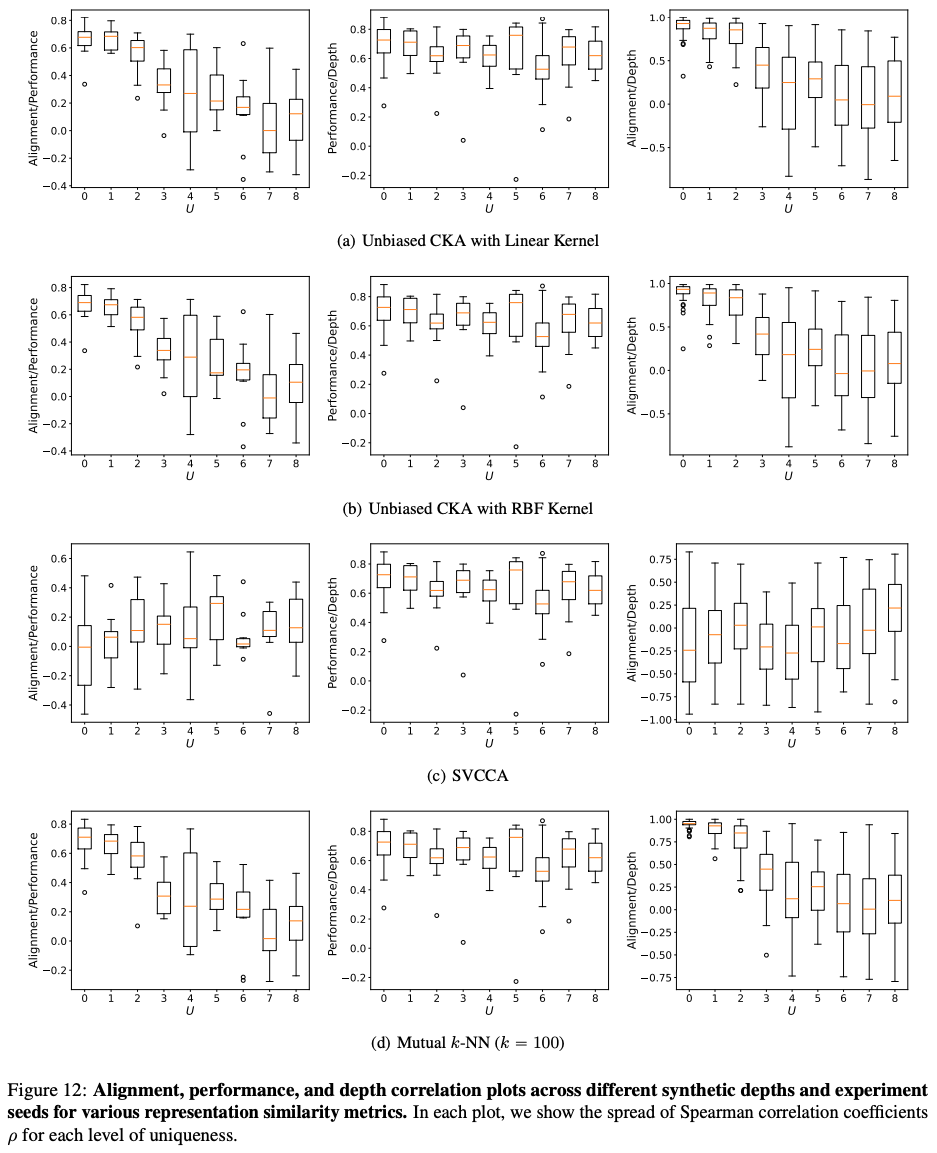 Alignment/Performance
0.8
0.6
0.4
0.2
0.0
−0.2
−0.4
0 1 2 3 4 5 6 7 8
U
Performance/Depth
0.8
0.6
0.4
0.2
0.0
−0.2
0 1 2 3 4 5 6 7 8
U
Alignment/Depth
1.0
0.5
0.0
−0.5
0 1 2 3 4 5 6 7 8
U
(a) Unbiased CKA with Linear Kernel
Alignment/Performance
0.8
0.6
0.4
0.2
0.0
−0.2
−0.4
0 1 2 3 4 5 6 7 8
U
Performance/Depth
0.8
0.6
0.4
0.2
0.0
−0.2
0 1 2 3 4 5 6 7 8
U
Alignment/Depth
1.0
0.5
0.0
−0.5
0 1 2 3 4 5 6 7 8
U
(b) Unbiased CKA with RBF Kernel
Alignment/Performance
0.6
0.4
0.2
0.0
−0.2
−0.4
0 1 2 3 4 5 6 7 8
U
Performance/Depth
0.8
0.6
0.4
0.2
0.0
−0.2
0 1 2 3 4 5 6 7 8
U
Alignment/Depth
0.75
0.50
0.25
0.00
−0.25
−0.50
−0.75
−1.00
0 1 2 3 4 5 6 7 8
U
(c) SVCCA
Alignment/Performance
0.8
0.6
0.4
0.2
0.0
−0.2
0 1 2 3 4 5 6 7 8
U
Performance/Depth
0.8
0.6
0.4
0.2
0.0
−0.2
0 1 2 3 4 5 6 7 8
U
Alignment/Depth
1.00
0.75
0.50
0.25
0.00
−0.25
−0.50
−0.75
0 1 2 3 4 5 6 7 8
U
(d) Mutual k-NN (k = 100)
Figure 12: Alignment, performance, and depth correlation plots across different synthetic depths and experiment
seeds for various representation similarity metrics. In each plot, we show the spread of Spearman correlation coefficients
ρ for each level of uniqueness.